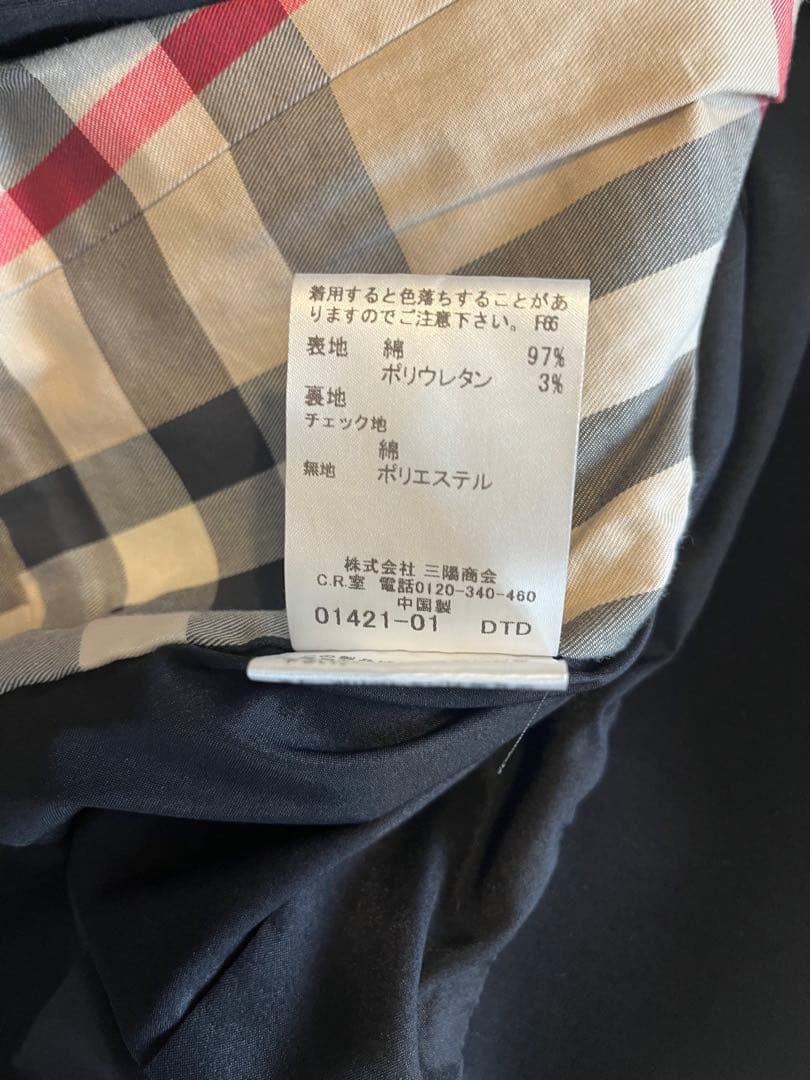 着用すると色落ちすることがあ
りますのでご注意下さい。 F66
表地 綿 97%
ポリウレタン 3%
裏地
チェック地
綿
無地 ポリエステル
株式会社 三陽商会
C.R.室 電話0120-340-460
中国製
01421-01 DTD